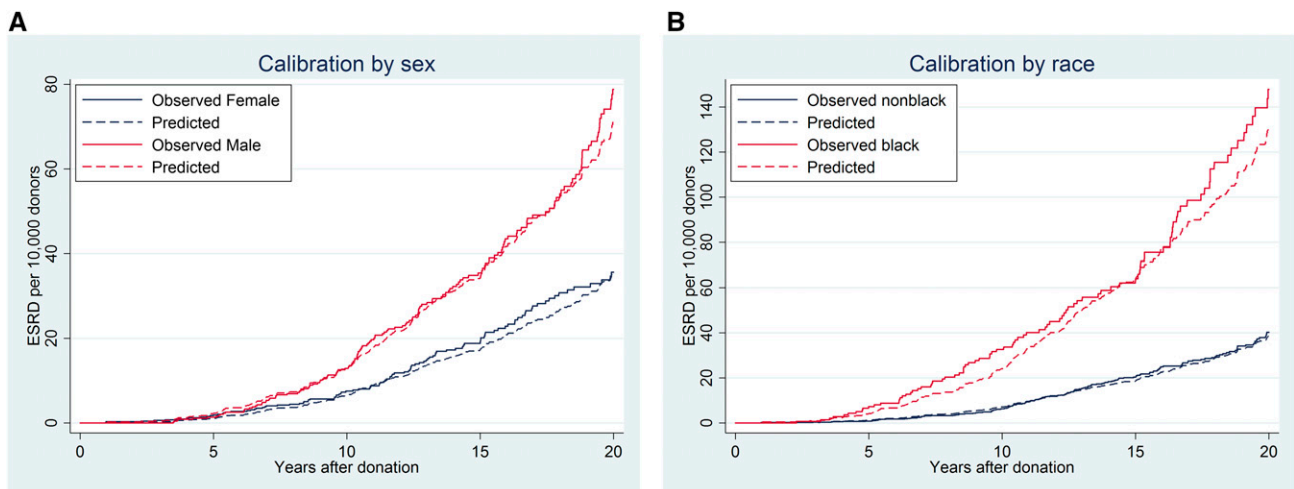 A
Calibration by sex
ESRD per 10,000 donors
80
60
40
20
0
Observed Female
Predicted
Observed Male
Predicted
0 5 10 15 20
Years after donation
B
Calibration by race
ESRD per 10,000 donors
140
120
100
80
60
40
20
0
Observed nonblack
Predicted
Observed black
Predicted
0 5 10 15 20
Years after donation